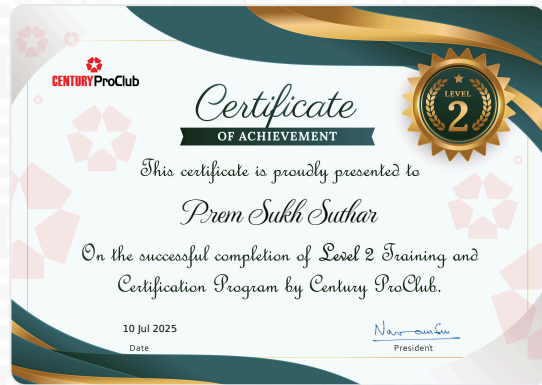 CENTURY ProClub
Certificate
OF ACHIEVEMENT
LEVEL
2
This certificate is proudly presented to
Prem Sukh Suthar
On the successful completion of Level 2 Training and
Certification Program by Century ProClub.
10 Jul 2025
Date
President